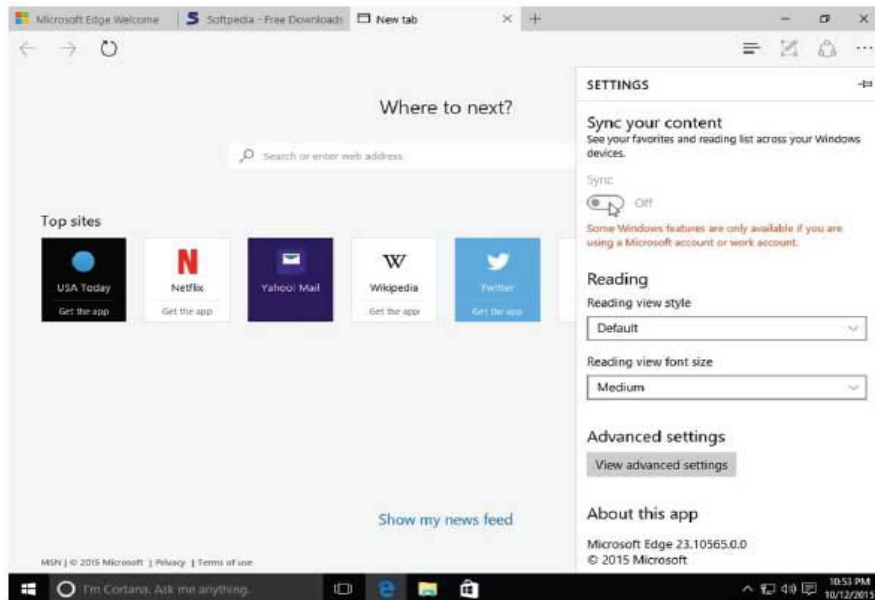 Microsoft Edge Welcome
S Softpedia - Free Downloads
New tab
SETTINGS
Where to next?
Sync your content
See your favorites and reading list across your Windows
devices.
Search or enter web address
Sync
Off
Some Windows features are only available if you are
using a Microsoft account or work account.
Top sites
N
W
USA Today
Netflix
Yahoo! Mail
Wikipedia
Twitter
Get the app
Get the app
Get the app
Get the app
Reading
Reading view style
Default
Reading view font size
Medium
Advanced settings
View advanced settings
Show my news feed
About this app
Microsoft Edge 23.10565.0.0
© 2015 Microsoft
MSN | © 2015 Microsoft | Privacy | Terms of use
I'm Cortana. Ask me anything.
10:53 PM
10/12/2015